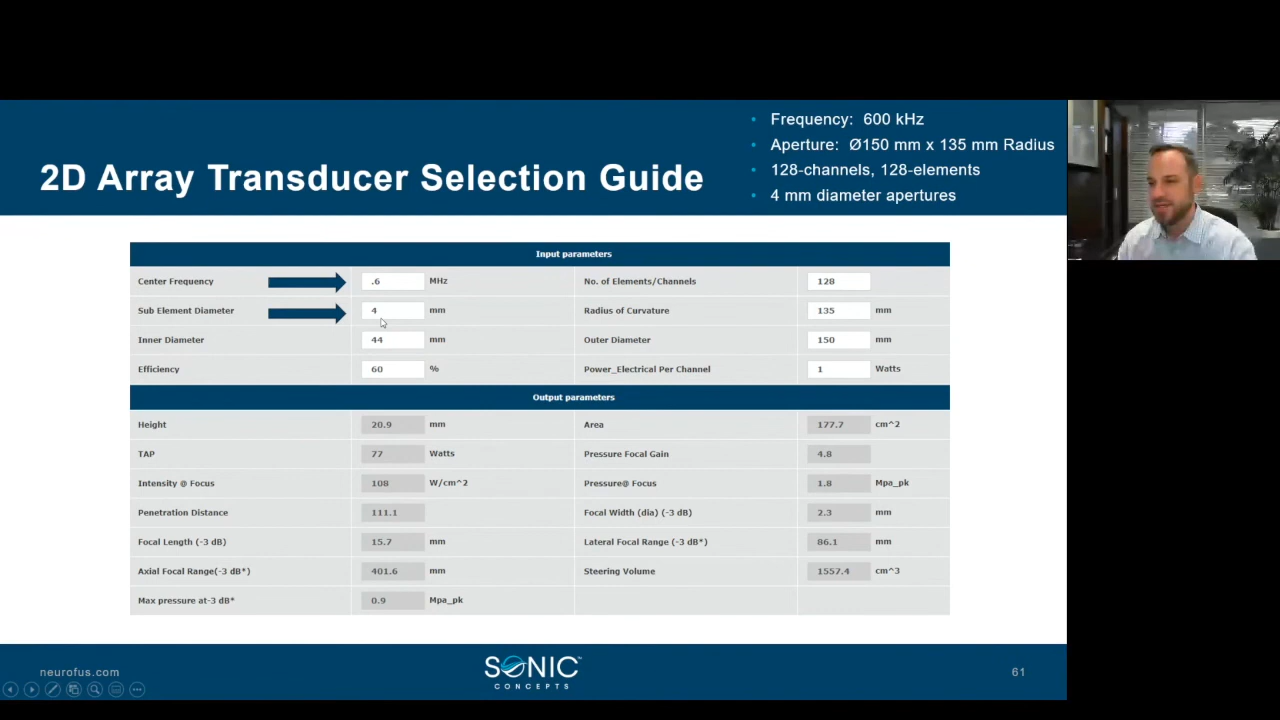 Frequency: 600 kHz
Aperture: Ø150 mm x 135 mm Radius
128-channels, 128-elements
4 mm diameter apertures
2D Array Transducer Selection Guide
Input parameters
Center Frequency .6 MHz No. of Elements/Channels 128
Sub Element Diameter 4 mm Radius of Curvature 135 mm
Inner Diameter 44 mm Outer Diameter 150 mm
Efficiency 60 % Power_Electrical Per Channel 1 Watts
Output parameters
Height 20.9 mm Area 177.7 cm^2
TAP 77 Watts Pressure Focal Gain 4.8
Intensity @ Focus 108 W/cm^2 Pressure@ Focus 1.8 Mpa_pk
Penetration Distance 111.1 Focal Width (dia) (-3 dB) 2.3 mm
Focal Length (-3 dB) 15.7 mm Lateral Focal Range (-3 dB*) 86.1 mm
Axial Focal Range(-3 dB*) 401.6 mm Steering Volume 1557.4 cm^3
Max pressure at-3 dB* 0.9 Mpa_pk
neurofus.com
SONIC™
CONCEPTS
61